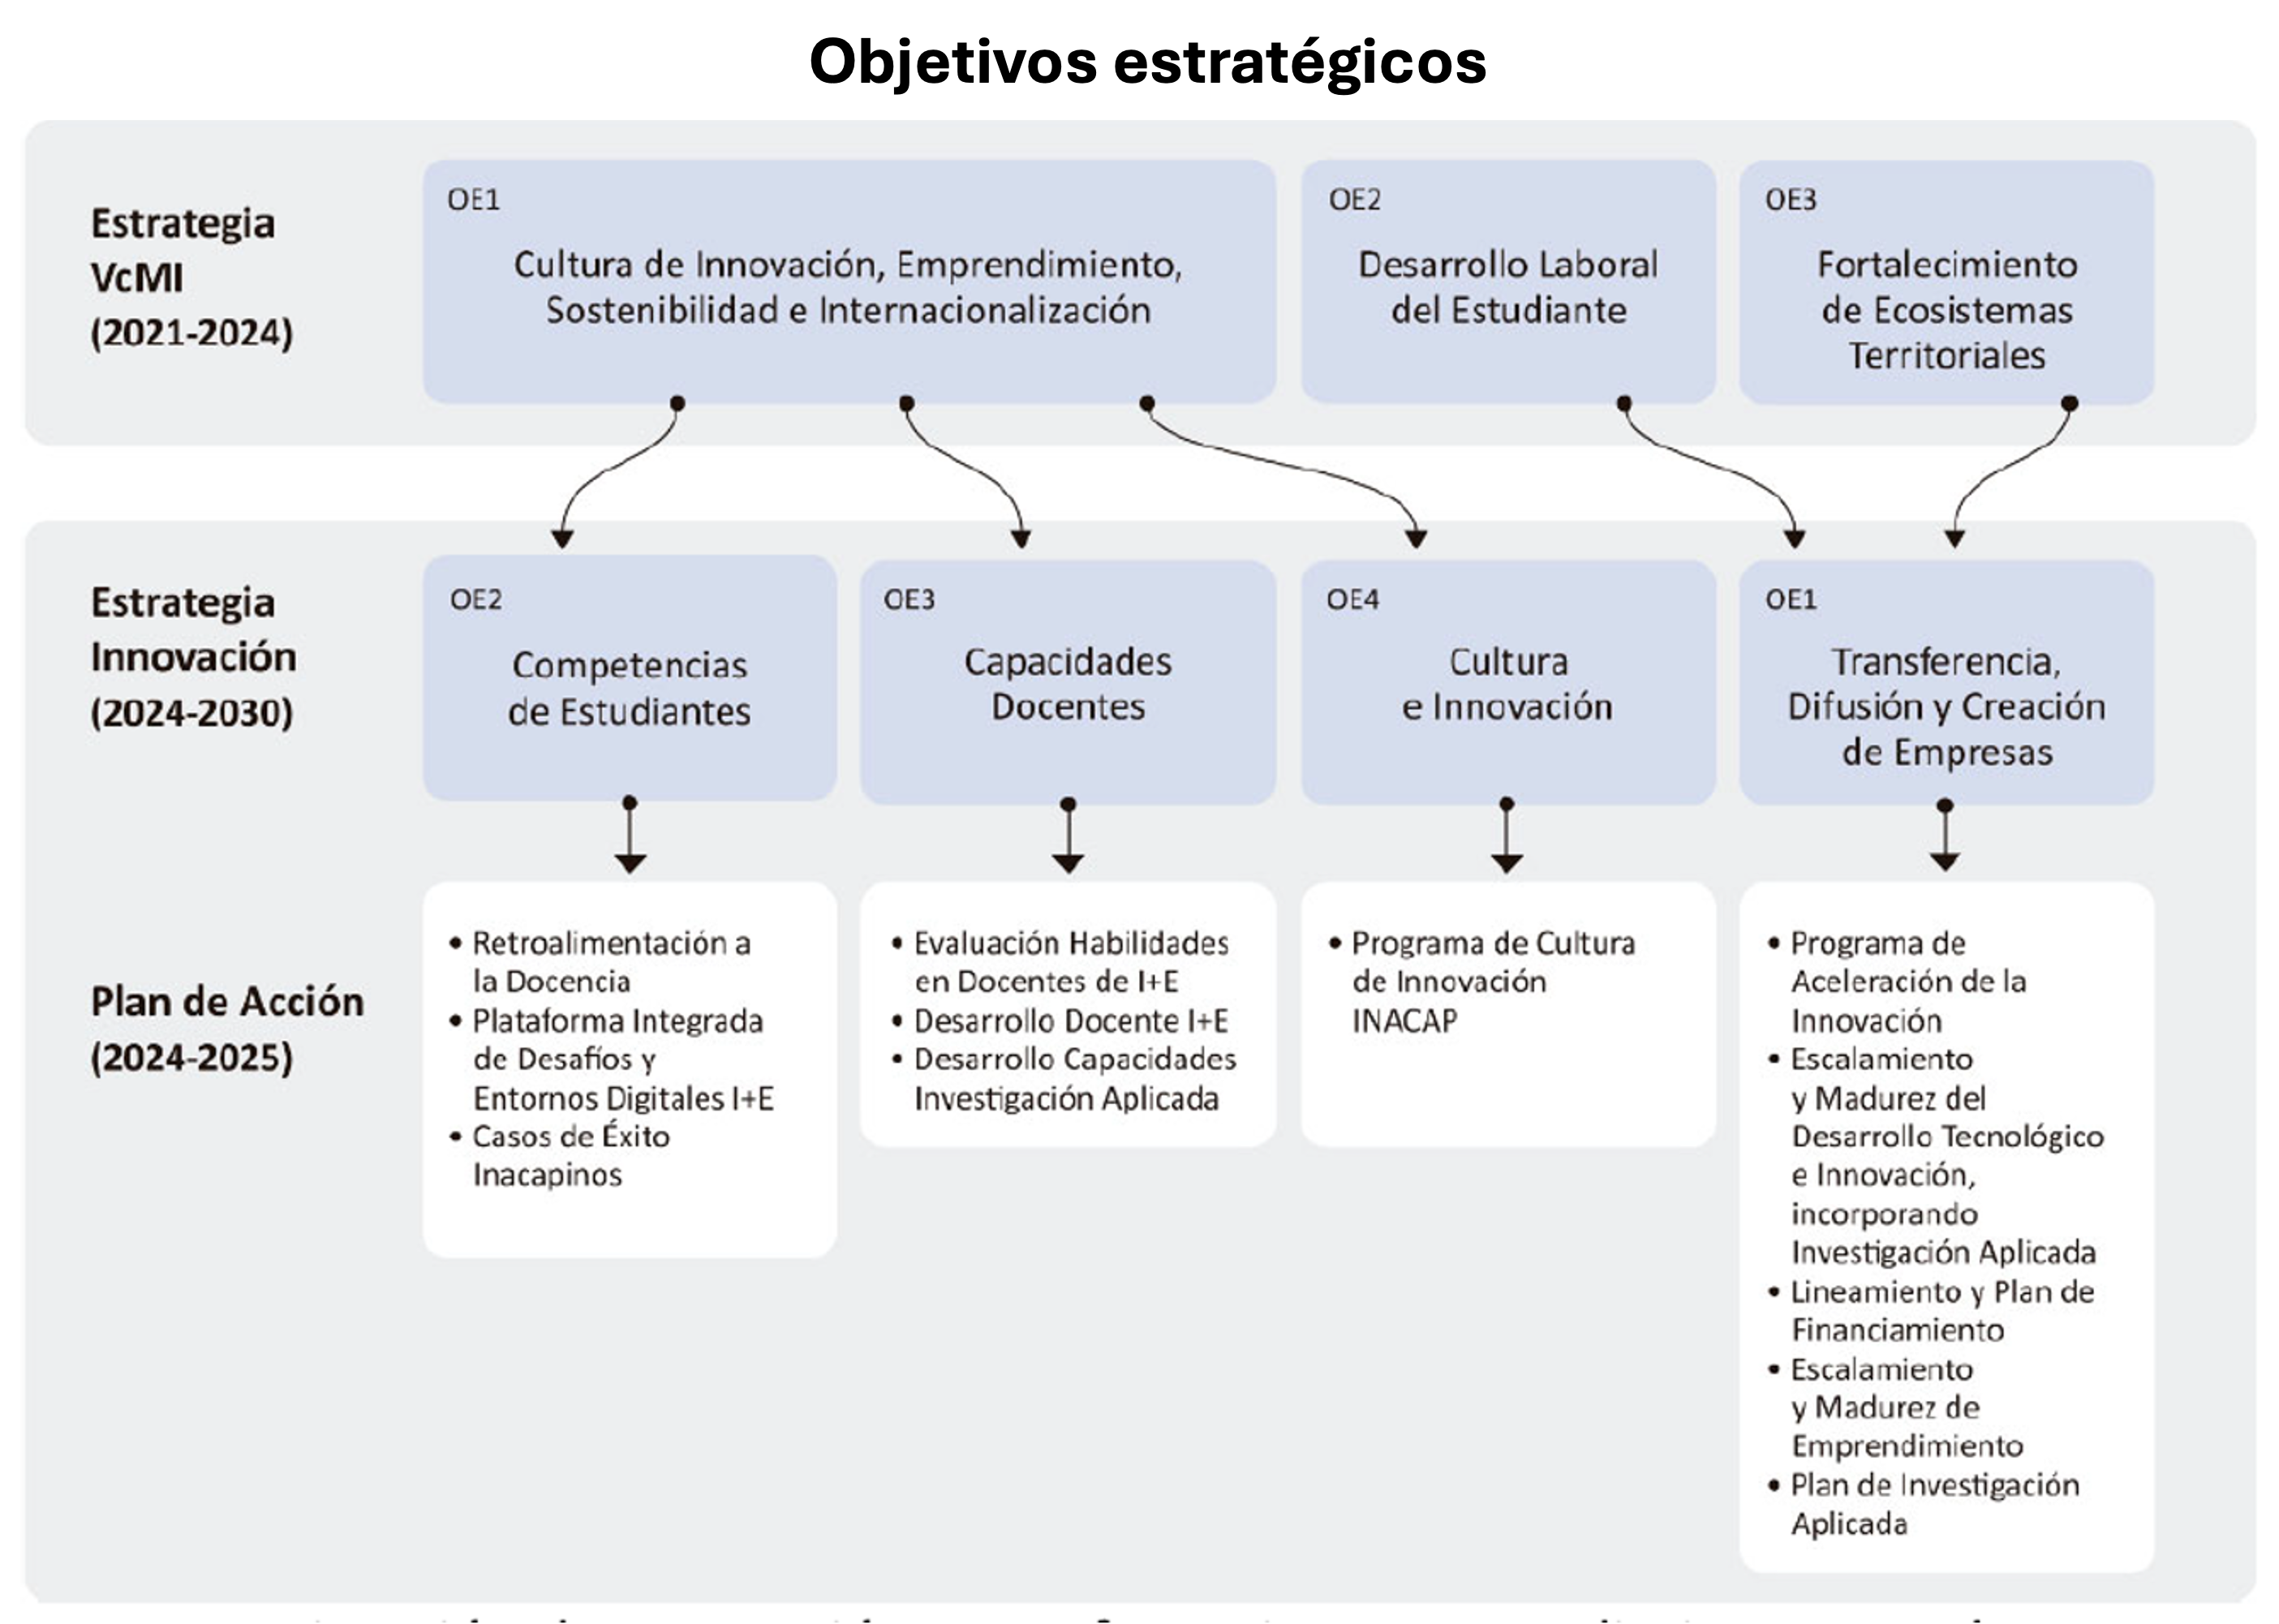 Objetivos estratégicos
Estrategia
VcMI
(2021-2024)
OE1
Cultura de Innovación, Emprendimiento,
Sostenibilidad e Internacionalización
OE2
Desarrollo Laboral
del Estudiante
OE3
Fortalecimiento
de Ecosistemas
Territoriales
Estrategia
Innovación
(2024-2030)
OE2
Competencias
de Estudiantes
OE3
Capacidades
Docentes
OE4
Cultura
e Innovación
OE1
Transferencia,
Difusión y Creación
de Empresas
Plan de Acción
(2024-2025)
• Retroalimentación a
la Docencia
• Plataforma Integrada
de Desafíos y
Entornos Digitales I+E
• Casos de Éxito
Inacapinos
• Evaluación Habilidades
en Docentes de I+E
• Desarrollo Docente I+E
• Desarrollo Capacidades
Investigación Aplicada
• Programa de Cultura
de Innovación
INACAP
• Programa de
Aceleración de la
Innovación
• Escalamiento
y Madurez del
Desarrollo Tecnológico
e Innovación,
incorporando
Investigación Aplicada
• Lineamiento y Plan de
Financiamiento
• Escalamiento
y Madurez de
Emprendimiento
• Plan de Investigación
Aplicada